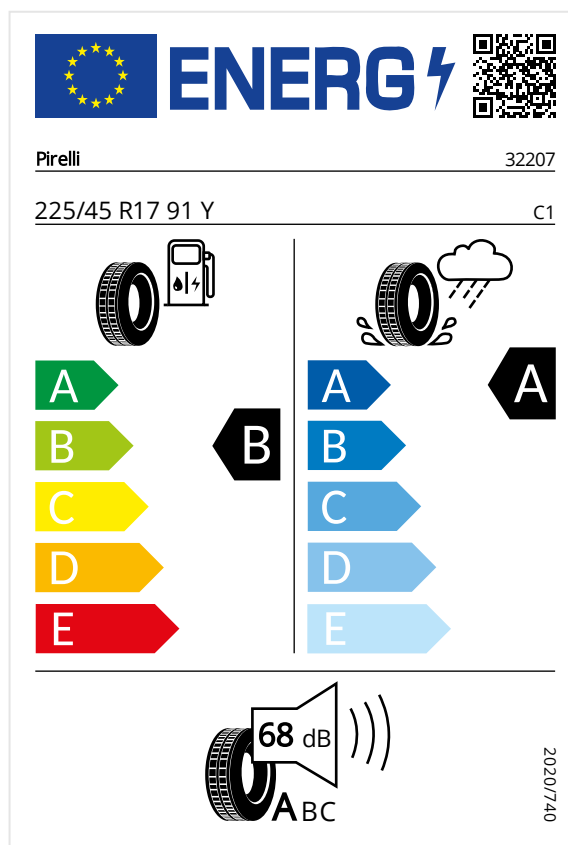 ENERG
Pirelli 32207
225/45 R17 91 Y C1
A A A
B B B
C C
D D
E E
68 dB
ABC
2020/740